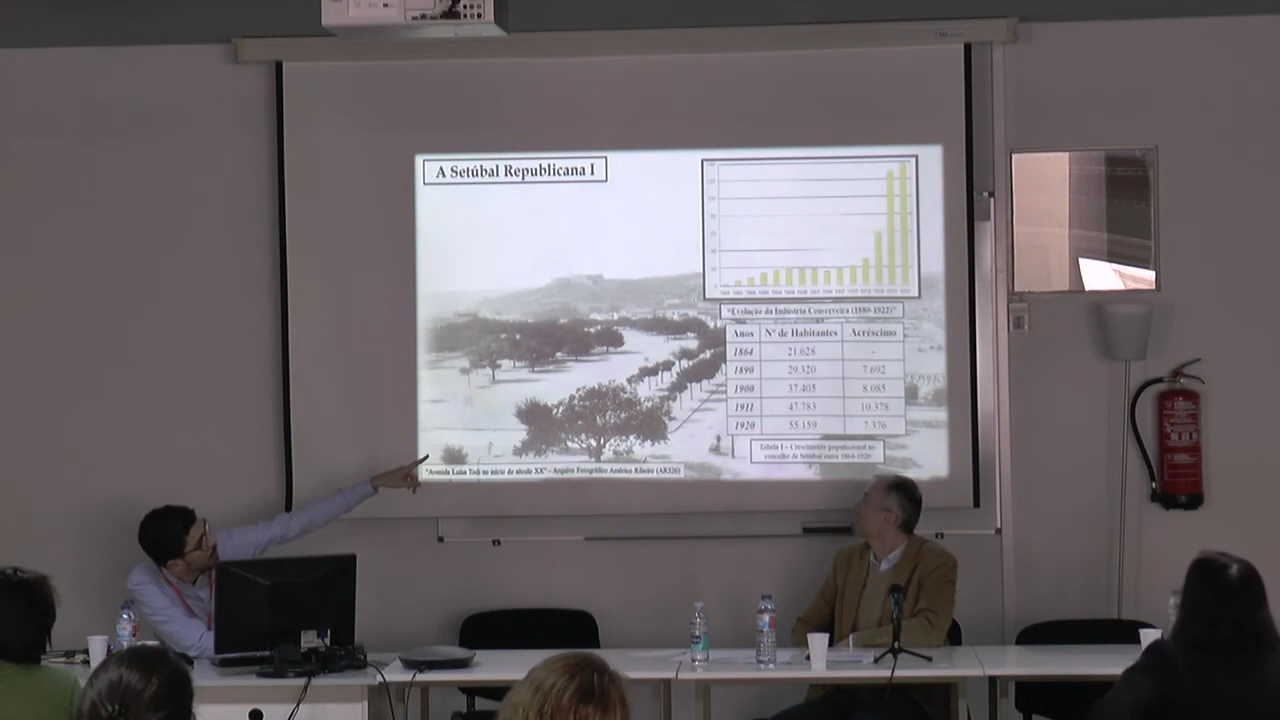 A Setúbal Republicana I
"Evolução da Indústria Conserveira (1880-1922)"
Anos Nº de Habitantes Acréscimo
1864 21.628 -
1890 29.320 7.692
1900 37.405 8.085
1911 47.783 10.378
1920 55.159 7.376
Tabela I – Crescimento populacional no
concelho de Setúbal entre 1864-1920
"Avenida Luísa Todi no início do século XX" - Arquivo Fotográfico Américo Ribeiro (AR326)